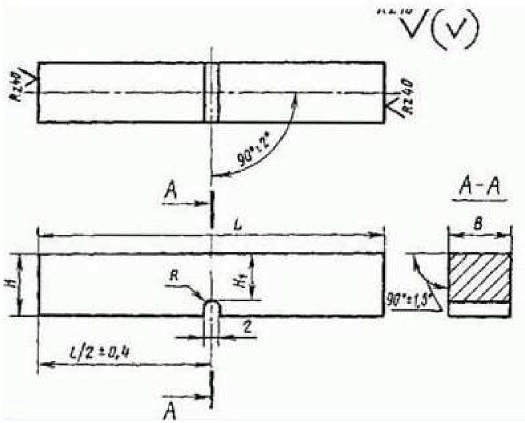 √(√)
Rz40
Rz40
90°±2°
A
A-A
L
B
H
R
H1
90°±1,5°
2
L/2±0,4
A